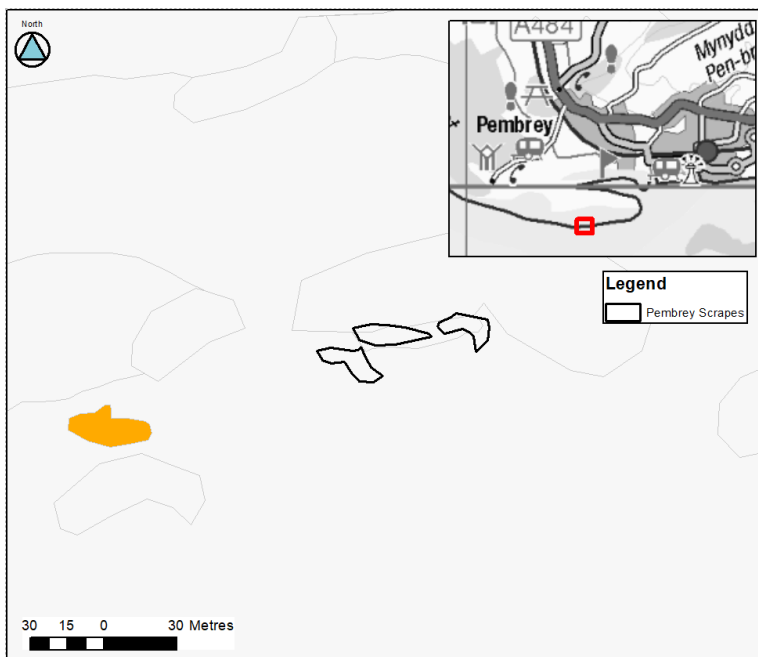 North
A484
Mynydd
Pen-br
Pembrey
Legend
Pembrey Scrapes
30 15 0 30 Metres